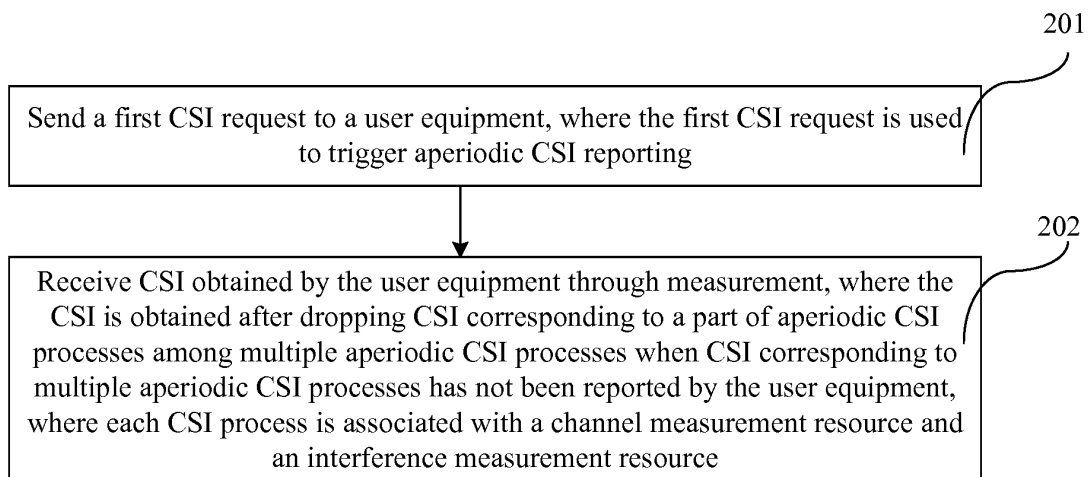 201
Send a first CSI request to a user equipment, where the first CSI request is used
to trigger aperiodic CSI reporting
202
Receive CSI obtained by the user equipment through measurement, where the
CSI is obtained after dropping CSI corresponding to a part of aperiodic CSI
processes among multiple aperiodic CSI processes when CSI corresponding to
multiple aperiodic CSI processes has not been reported by the user equipment,
where each CSI process is associated with a channel measurement resource and
an interference measurement resource